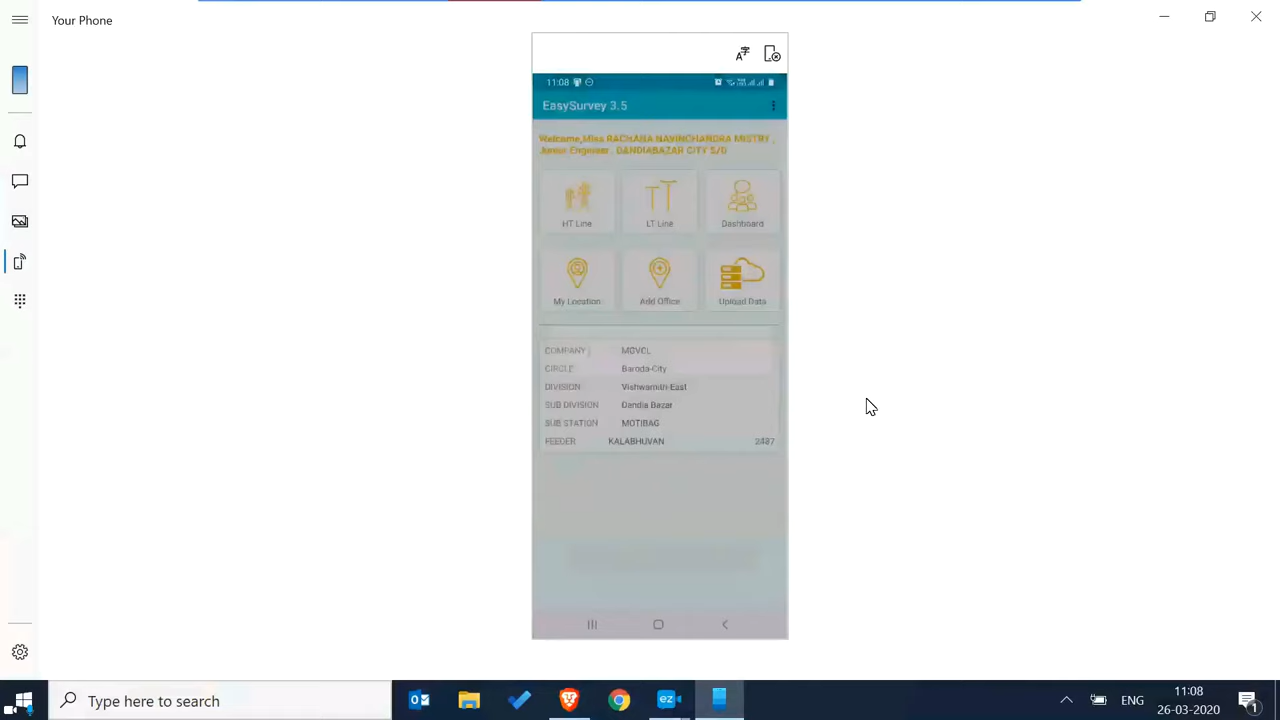 Your Phone
11:08
EasySurvey 3.5
Welcome,Miss RACHANA NAVINCHANDRA MISTRY ,
Junior Engineer , DANDIABAZAR CITY S/D
HT Line LT Line Dashboard
My Location Add Office Upload Data
COMPANY MGVCL
CIRCLE Baroda-City
DIVISION Vishwamitri-East
SUB DIVISION Dandia Bazar
SUB STATION MOTIBAG
FEEDER KALABHUVAN 2487
Type here to search
ENG
11:08
26-03-2020
1